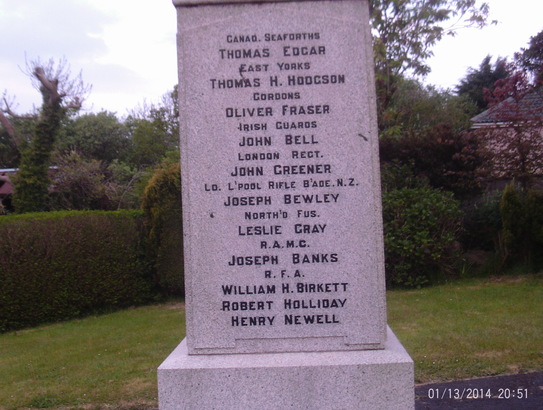 CANAD. SEAFORTHS
THOMAS EDGAR
EAST YORKS
THOMAS H. HODGSON
GORDONS
OLIVER FRASER
IRISH GUARDS
JOHN BELL
LONDON REGT.
JOHN GREENER
LD. L'POOL RIFLE B'ADE. N.Z.
JOSEPH BEWLEY
NORTH'D FUS.
LESLIE GRAY
R.A.M.C.
JOSEPH BANKS
R.F.A.
WILLIAM H. BIRKETT
ROBERT HOLLIDAY
HENRY NEWELL
01/13/2014 20:51